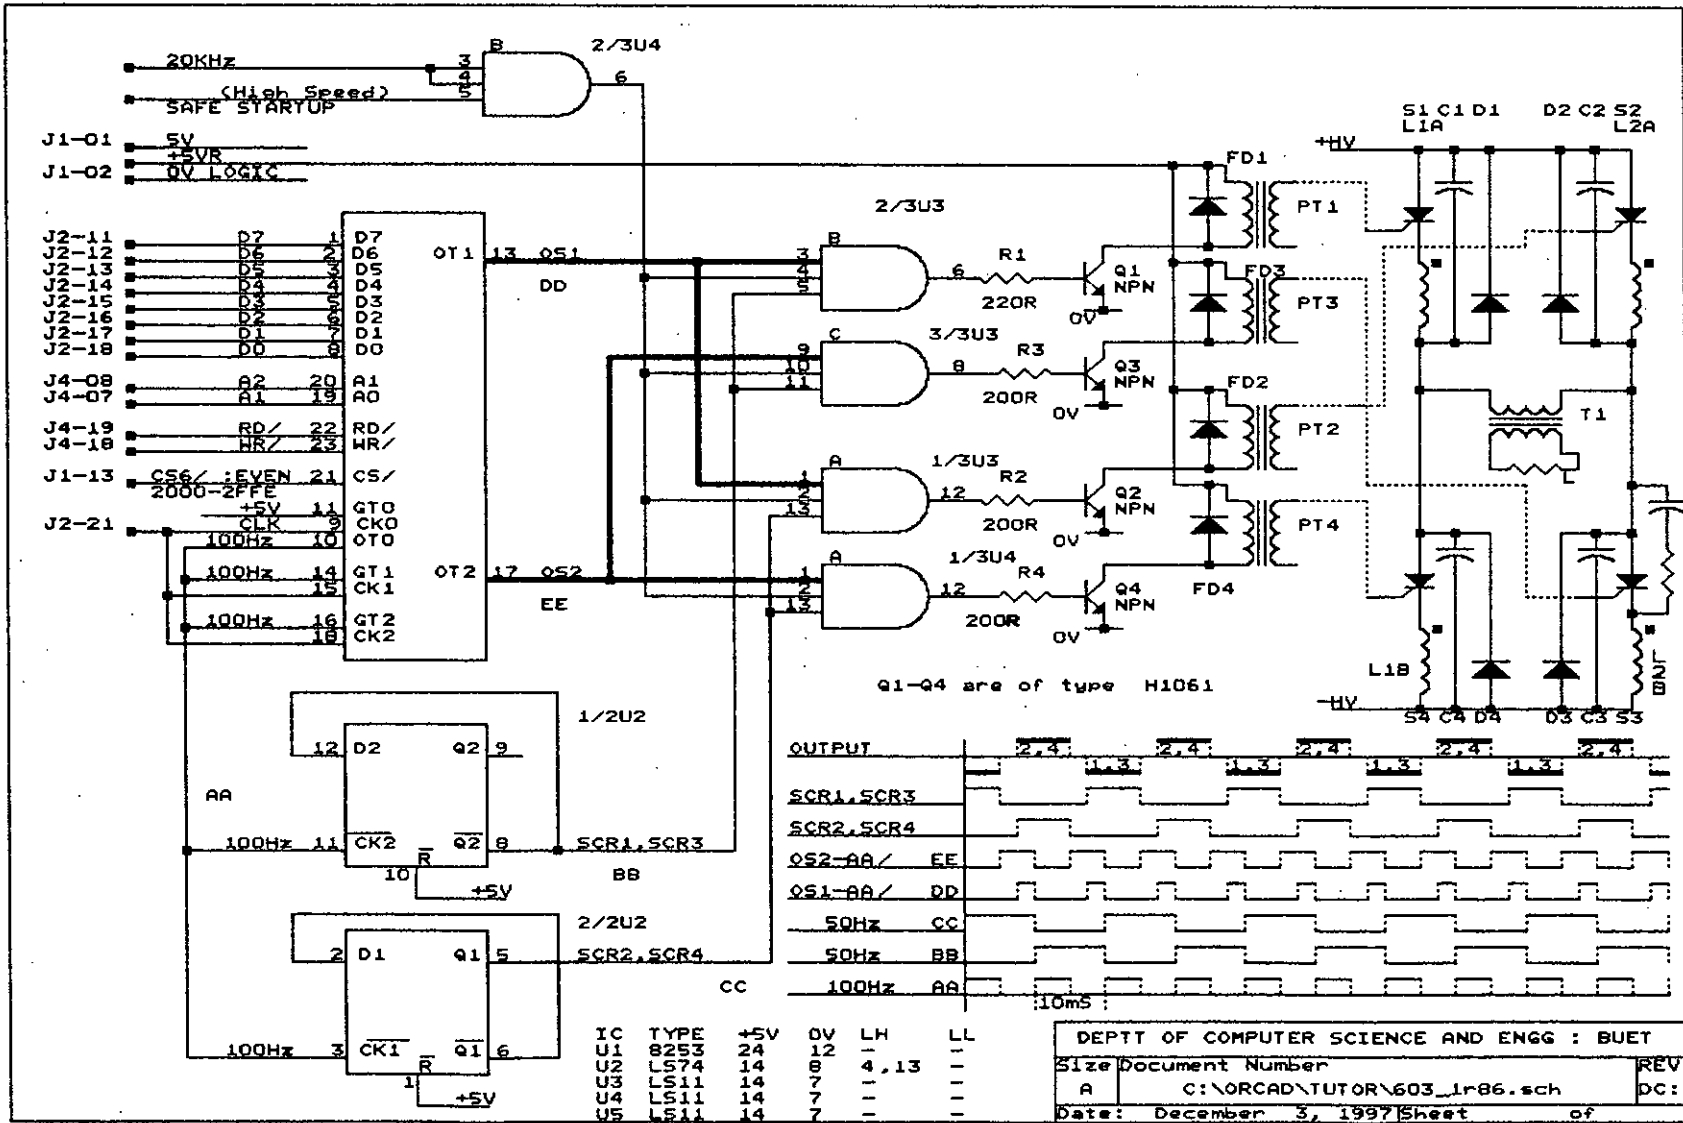 B 2/3U4
20KHz 3
4 6
(High Speed) 5
SAFE STARTUP
J1-01 5V
+5VR
J1-02 0V LOGIC
S1 C1 D1 D2 C2 S2
L1A L2A
+HV
FD1
PT1
2/3U3
J2-11 D7 1 D7
J2-12 D6 2 D6
J2-13 D5 3 D5
J2-14 D4 4 D4
J2-15 D3 5 D3
J2-16 D2 6 D2
J2-17 D1 7 D1
J2-18 D0 8 D0
OT1 13 OS1
DD
B
3
4
5
6 R1
220R
Q1
NPN
0V
FD3
PT3
J4-08 A2 20 A1
J4-07 A1 19 A0
J4-19 RD/ 22 RD/
J4-18 WR/ 23 WR/
J1-13 CS6/ :EVEN 21 CS/
2000-2FFE
+5V 11 GT0
J2-21 CLK 9 CK0
100Hz 10 OT0
100Hz 14 GT1
15 CK1
100Hz 16 GT2
18 CK2
OT2 17 OS2
EE
C 3/3U3
9
10
11
8 R3
200R
Q3
NPN
0V
FD2
PT2
T1
A 1/3U3
1
2
13
12 R2
200R
Q2
NPN
0V
PT4
A 1/3U4
1
2
13
12 R4
200R
Q4
NPN
0V
FD4
L1B
L2B
-HV
S4 C4 D4 D3 C3 S3
Q1-Q4 are of type H1061
1/2U2
12 D2 Q2 9
AA
100Hz 11 CK2 Q2 8 SCR1,SCR3
R
10 +5V
BB
2/2U2
2 D1 Q1 5 SCR2,SCR4
CC
100Hz 3 CK1 Q1 6
R
1 +5V
OUTPUT 2,4 2,4 2,4 2,4 2,4
1,3 1,3 1,3 1,3
SCR1,SCR3
SCR2,SCR4
OS2-AA/ EE
OS1-AA/ DD
50Hz CC
50Hz BB
100Hz AA
10mS
IC TYPE +5V 0V LH LL
U1 8253 24 12 - -
U2 LS74 14 8 4,13 -
U3 LS11 14 7 - -
U4 LS11 14 7 - -
U5 LS11 14 7 - -
DEPTT OF COMPUTER SCIENCE AND ENGG : BUET
Size Document Number REV
A C:\ORCAD\TUTOR\603_1r86.sch DC:
Date: December 3, 1997 Sheet of